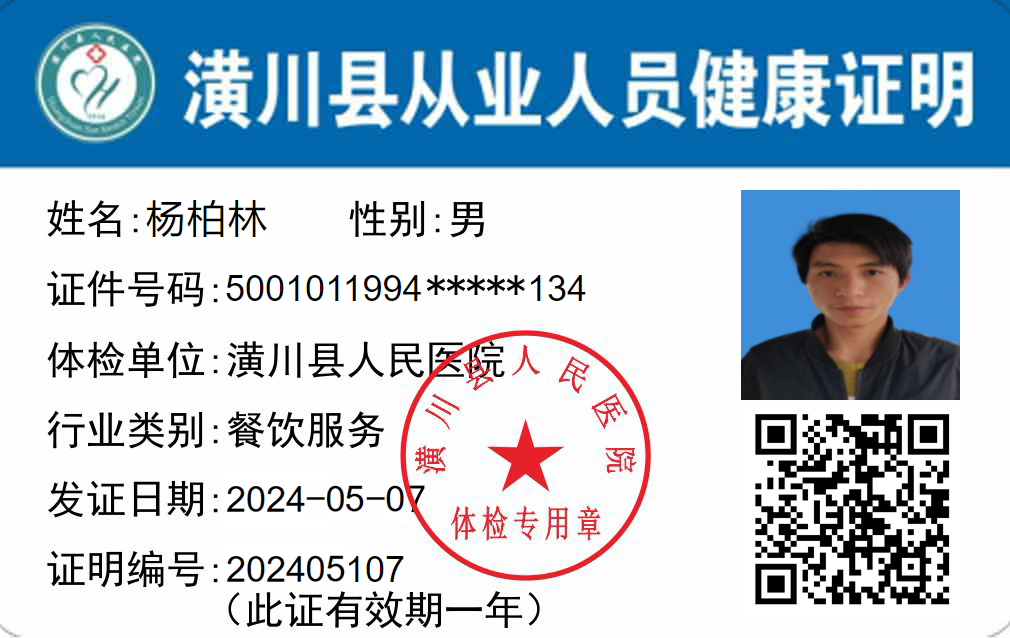 潢川县从业人员健康证明
姓名:杨柏林 性别:男
证件号码:5001011994*****134
体检单位:潢川县人民医院
行业类别:餐饮服务
发证日期:2024-05-07
证明编号:202405107
（此证有效期一年）
潢川县人民医院
体检专用章